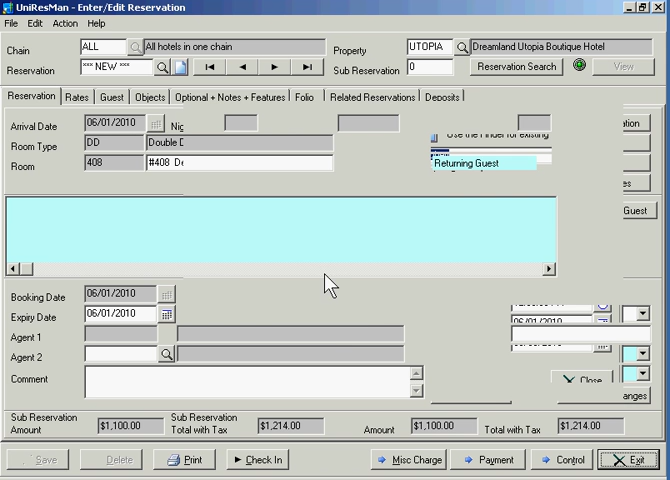 UniResMan - Enter/Edit Reservation
File Edit Action Help
Chain ALL All hotels in one chain Property UTOPIA Dreamland Utopia Boutique Hotel
Reservation *** NEW *** Sub Reservation 0 Reservation Search View
Reservation Rates Guest Objects Optional + Notes + Features Folio Related Reservations Deposits
Arrival Date 06/01/2010
Use the Finder for existing
Room Type DD Double
Room 408 #408
Returning Guest
Guest
Booking Date 06/01/2010
Expiry Date 06/01/2010
Agent 1
Agent 2
Comment
Close
Sub Reservation Amount $1,100.00 Sub Reservation Total with Tax $1,214.00 Amount $1,100.00 Total with Tax $1,214.00
Save Delete Print Check In Misc Charge Payment Control Exit